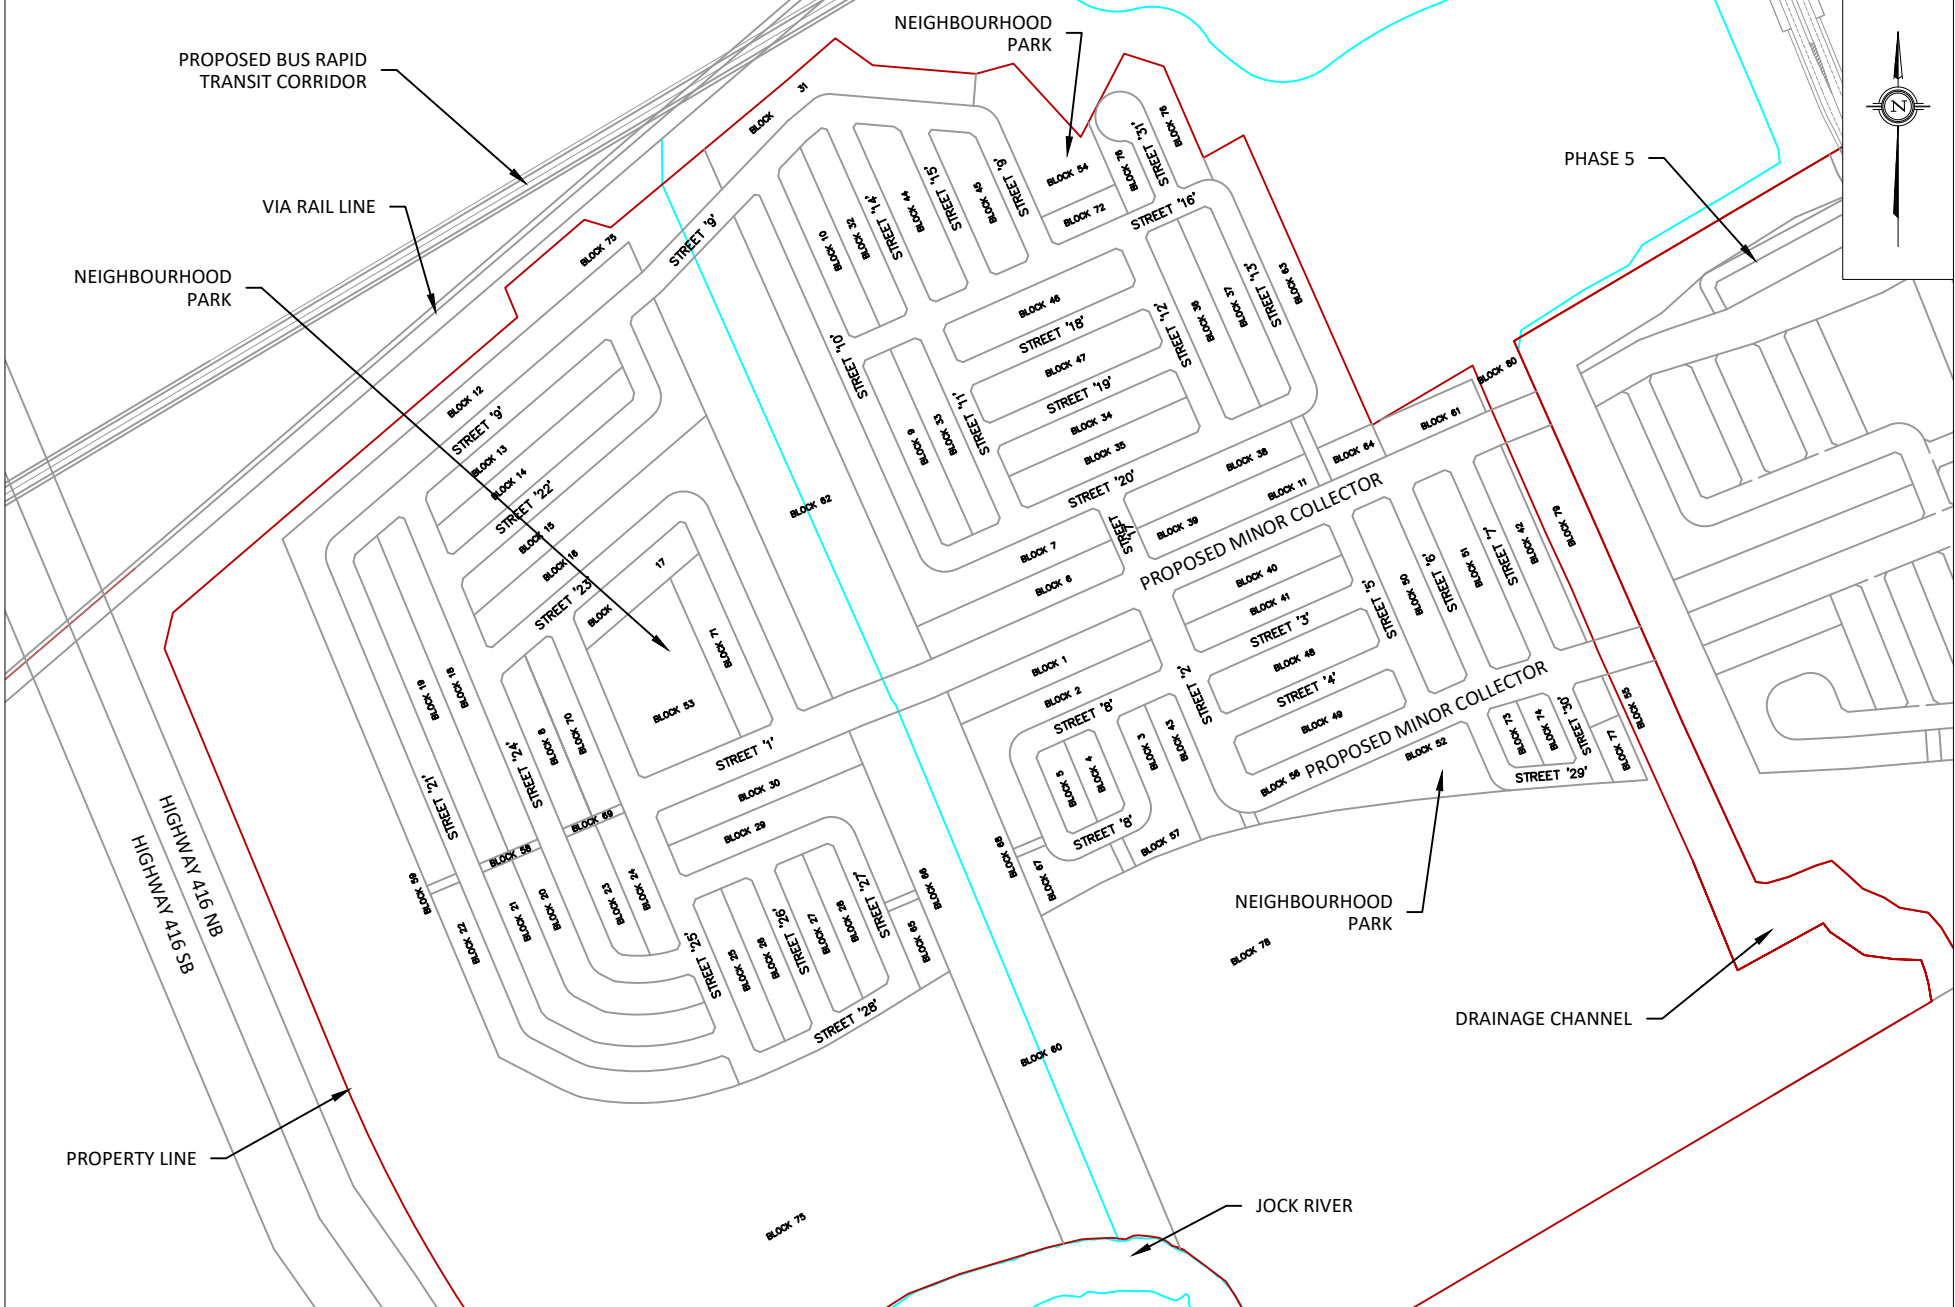 NEIGHBOURHOOD
PARK
PROPOSED BUS RAPID
TRANSIT CORRIDOR
VIA RAIL LINE
NEIGHBOURHOOD
PARK
PHASE 5
N
BLOCK 31
BLOCK 75
STREET '9'
BLOCK 10
BLOCK 32
STREET '14'
BLOCK 44
STREET '15'
BLOCK 45
STREET '9'
BLOCK 54
BLOCK 72
BLOCK 76
STREET '31'
BLOCK 78
STREET '16'
BLOCK 46
STREET '18'
BLOCK 47
STREET '19'
BLOCK 34
BLOCK 35
STREET '20'
STREET '12'
BLOCK 36
BLOCK 37
STREET '13'
BLOCK 63
STREET '10'
BLOCK 9
BLOCK 33
STREET '11'
BLOCK 12
STREET '9'
BLOCK 13
BLOCK 14
STREET '22'
BLOCK 15
BLOCK 16
STREET '23'
BLOCK 17
BLOCK 71
BLOCK 53
BLOCK 62
BLOCK 7
BLOCK 6
STREET '17'
BLOCK 38
BLOCK 11
BLOCK 39
BLOCK 64
BLOCK 61
BLOCK 80
PROPOSED MINOR COLLECTOR
BLOCK 40
BLOCK 41
STREET '3'
BLOCK 48
STREET '4'
BLOCK 49
STREET '5'
BLOCK 50
STREET '6'
BLOCK 51
STREET '7'
BLOCK 42
BLOCK 79
PROPOSED MINOR COLLECTOR
BLOCK 56
BLOCK 52
BLOCK 73
BLOCK 74
STREET '30'
BLOCK 77
BLOCK 55
STREET '29'
BLOCK 1
BLOCK 2
STREET '8'
STREET '2'
BLOCK 3
BLOCK 43
BLOCK 5
BLOCK 4
STREET '8'
BLOCK 57
BLOCK 68
BLOCK 67
BLOCK 19
BLOCK 18
STREET '21'
STREET '24'
BLOCK 8
BLOCK 70
STREET '1'
BLOCK 30
BLOCK 29
BLOCK 69
BLOCK 58
BLOCK 59
BLOCK 22
BLOCK 21
BLOCK 20
BLOCK 23
BLOCK 24
STREET '25'
BLOCK 25
BLOCK 26
STREET '26'
BLOCK 27
BLOCK 28
STREET '27'
BLOCK 66
BLOCK 65
STREET '28'
HIGHWAY 416 NB
HIGHWAY 416 SB
NEIGHBOURHOOD
PARK
BLOCK 78
DRAINAGE CHANNEL
BLOCK 60
PROPERTY LINE
JOCK RIVER
BLOCK 75